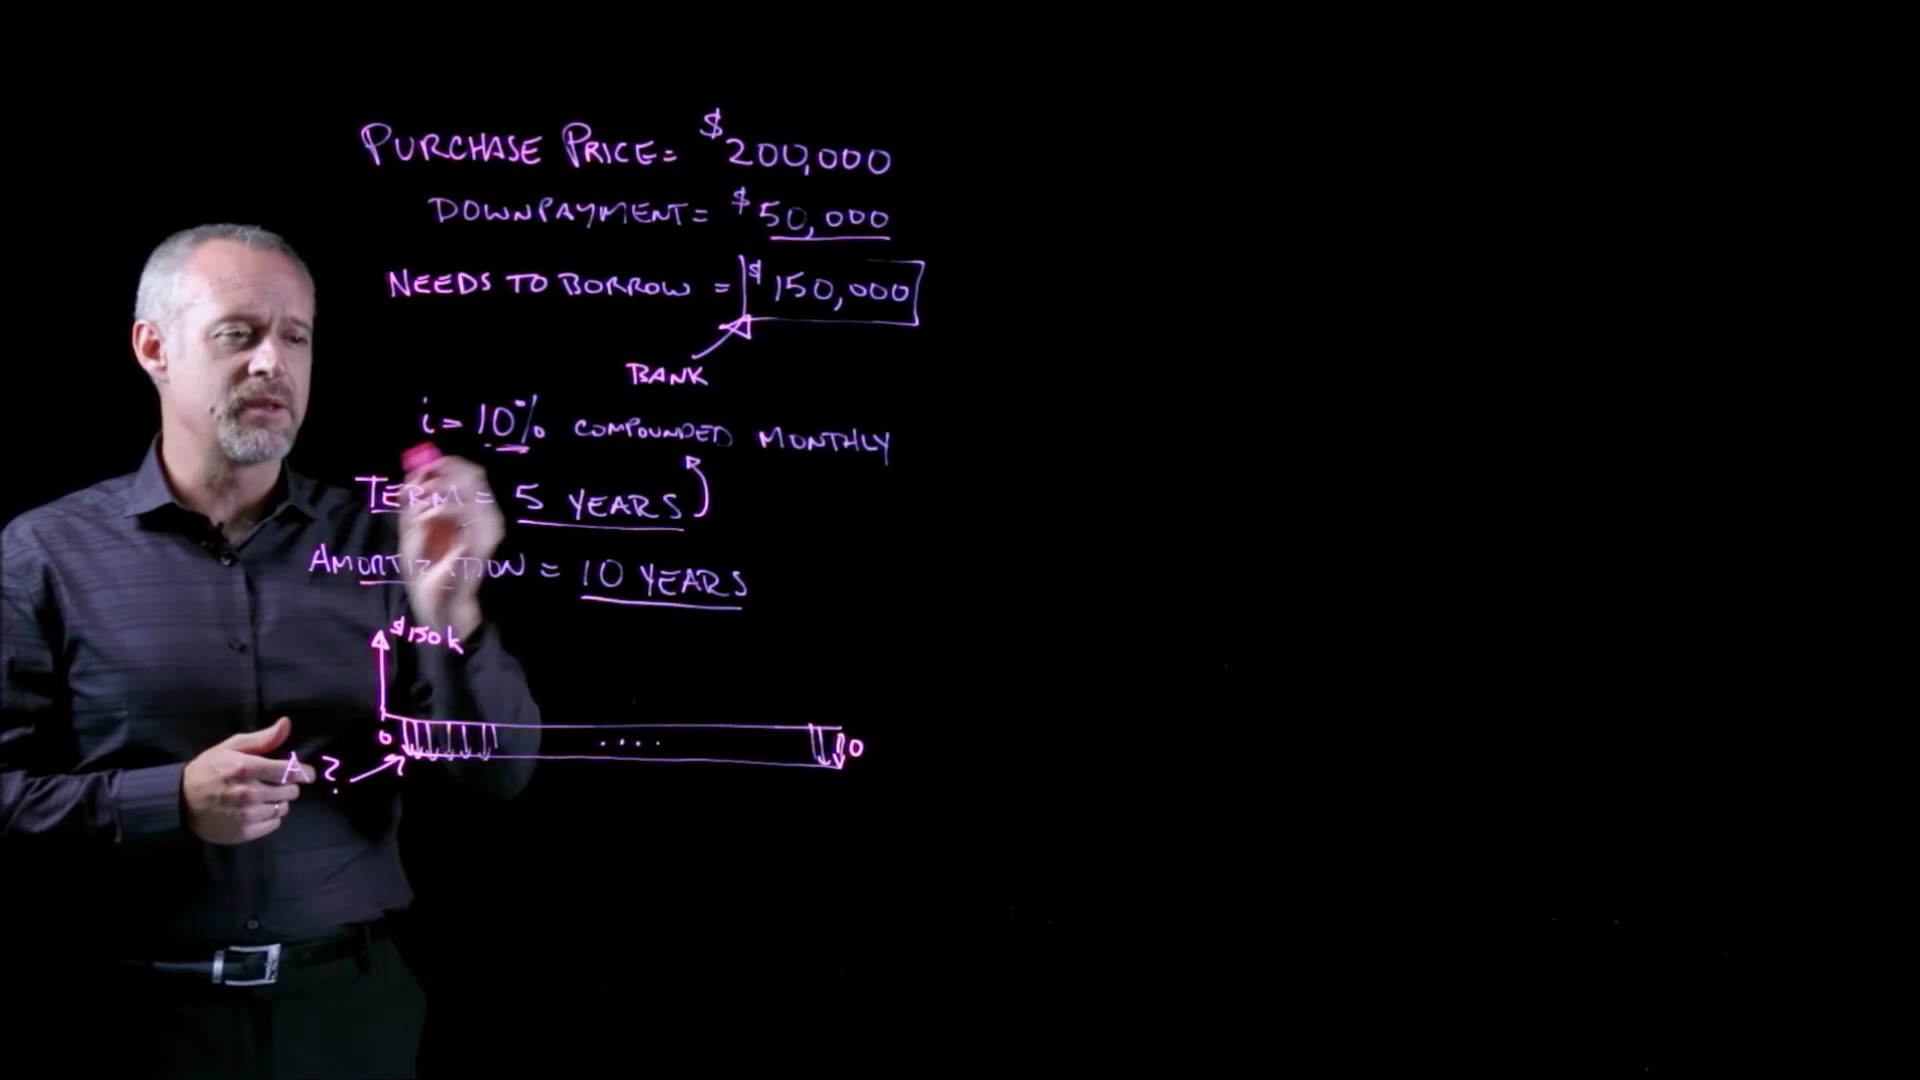 PURCHASE PRICE = $200,000
DOWNPAYMENT = $50,000
NEEDS TO BORROW = $150,000
BANK
i = 10% COMPOUNDED MONTHLY
TERM = 5 YEARS
AMORTIZATION = 10 YEARS
$150k
0 .... 0
A ?